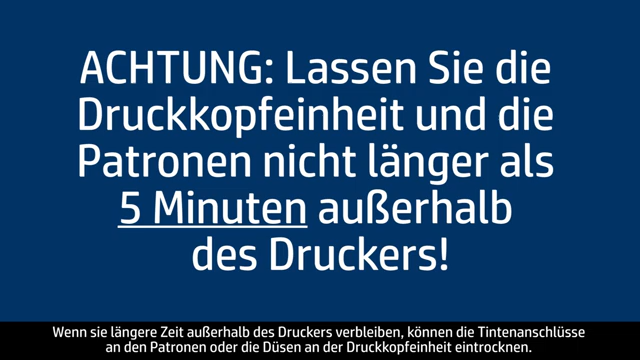 ACHTUNG: Lassen Sie die
Druckkopfeinheit und die
Patronen nicht länger als
5 Minuten außerhalb
des Druckers!
Wenn sie längere Zeit außerhalb des Druckers verbleiben, können die Tintenanschlüsse
an den Patronen oder die Düsen an der Druckkopfeinheit eintrocknen.